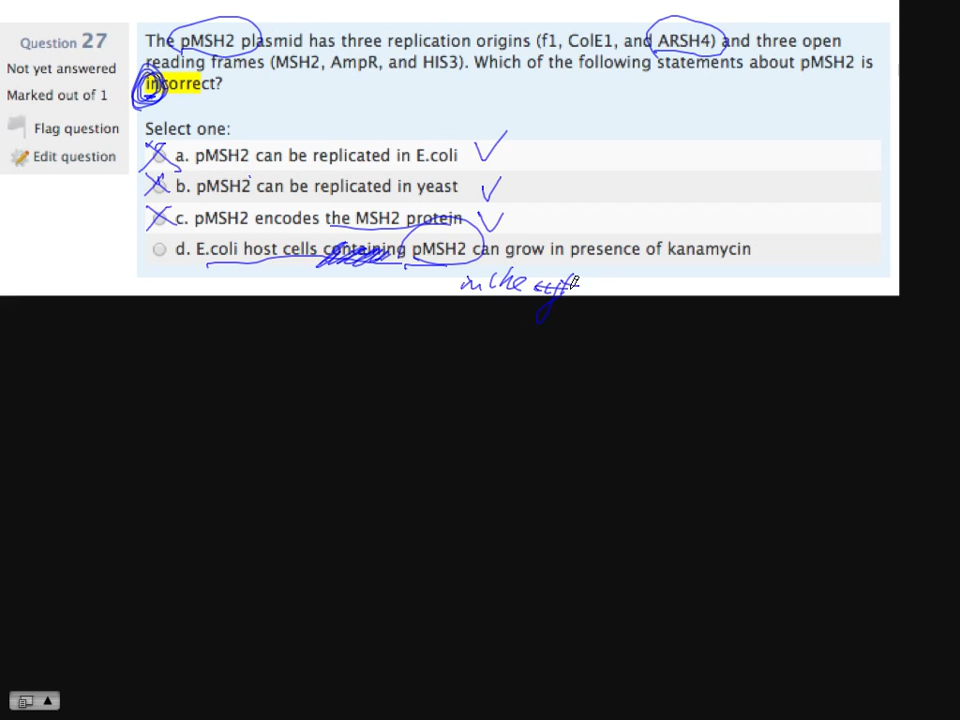 Question 27
Not yet answered
Marked out of 1
Flag question
Edit question
The pMSH2 plasmid has three replication origins (f1, ColE1, and ARSH4) and three open
reading frames (MSH2, AmpR, and HIS3). Which of the following statements about pMSH2 is
incorrect?
Select one:
a. pMSH2 can be replicated in E.coli
b. pMSH2 can be replicated in yeast
c. pMSH2 encodes the MSH2 protein
d. E.coli host cells containing pMSH2 can grow in presence of kanamycin
in the